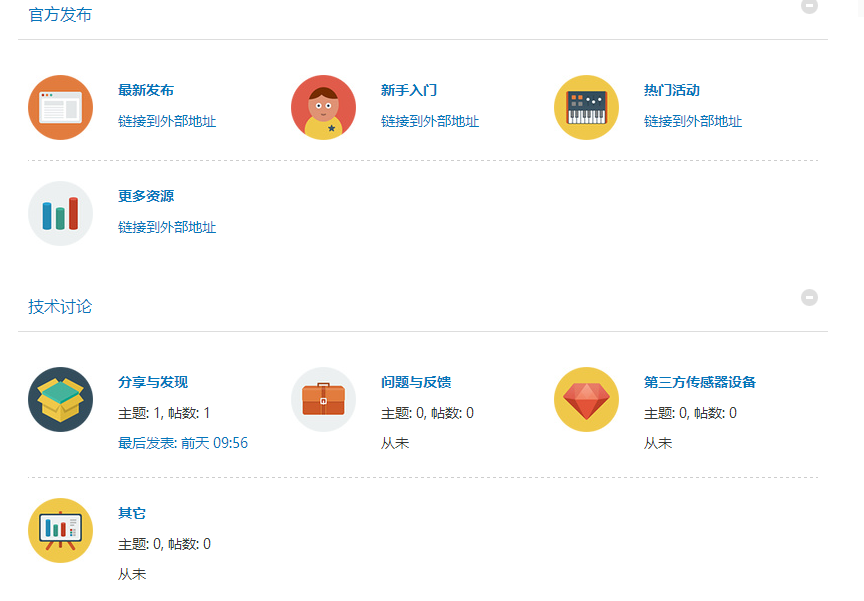 官方发布
最新发布
链接到外部地址
新手入门
链接到外部地址
热门活动
链接到外部地址
更多资源
链接到外部地址
技术讨论
分享与发现
主题: 1, 帖数: 1
最后发表: 前天 09:56
问题与反馈
主题: 0, 帖数: 0
从未
第三方传感器设备
主题: 0, 帖数: 0
从未
其它
主题: 0, 帖数: 0
从未